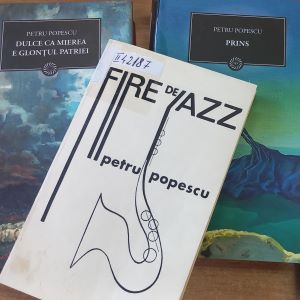 PETRU POPESCU
DULCE CA MIEREA
E GLONȚUL PATRIEI
PETRU POPESCU
PRINS
II 42187
FIRE DE JAZZ
petru popescu